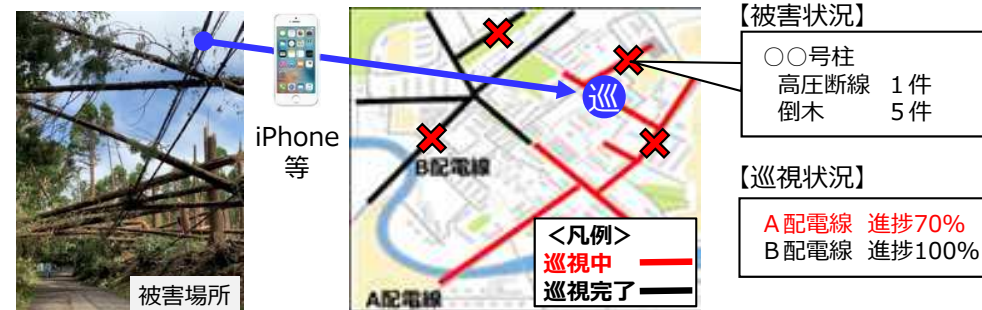 被害場所
iPhone
等
巡
B配電線
A配電線
<凡例>
巡視中
巡視完了
【被害状況】
○○号柱
高圧断線 1件
倒木 5件
【巡視状況】
A配電線 進捗70%
B配電線 進捗100%